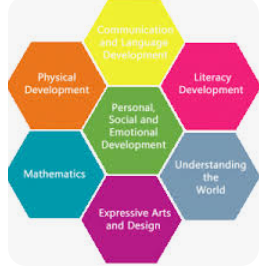 Communication
and Language
Development
Physical
Development
Literacy
Development
Personal,
Social and
Emotional
Development
Mathematics
Understanding
the
World
Expressive Arts
and Design